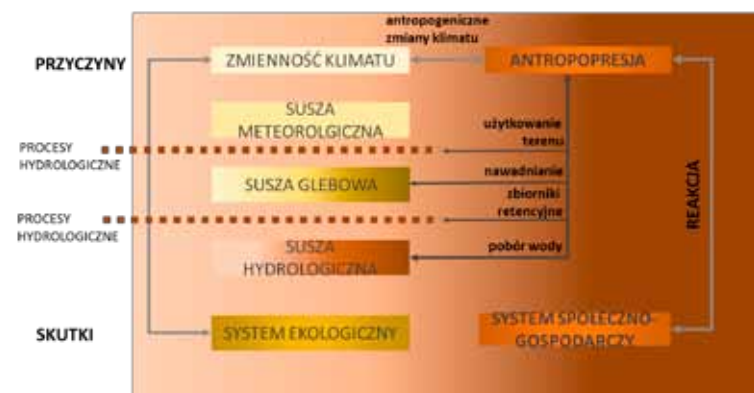 antropogeniczne
zmiany klimatu
PRZYCZYNY
ZMIENNOŚĆ KLIMATU
ANTROPOPRESJA
SUSZA
METEOROLGICZNA
użytkowanie
terenu
PROCESY
HYDROLOGICZNE
nawadnianie
SUSZA GLEBOWA
zbiorniki
retencyjne
PROCESY
HYDROLOGICZNE
SUSZA
HYDROLOGICZNA
pobór wody
REAKCJA
SKUTKI
SYSTEM EKOLOGICZNY
SYSTEM SPOŁECZNO-
GOSPODARCZY